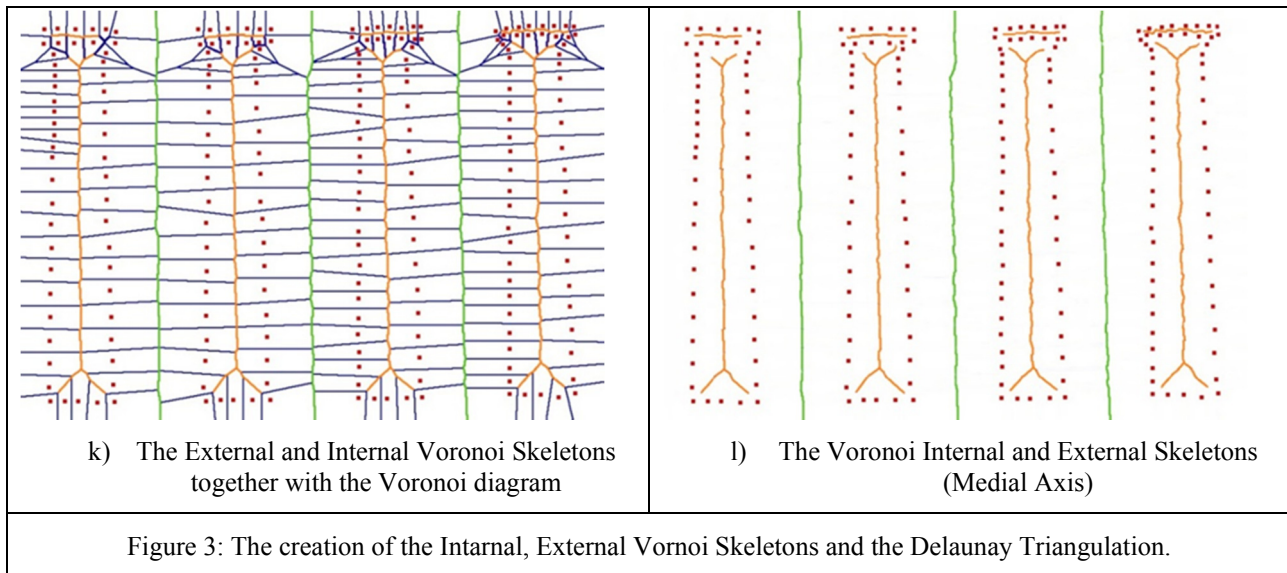 k) The External and Internal Voronoi Skeletons
together with the Voronoi diagram
l) The Voronoi Internal and External Skeletons
(Medial Axis)
Figure 3: The creation of the Intarnal, External Vornoi Skeletons and the Delaunay Triangulation.